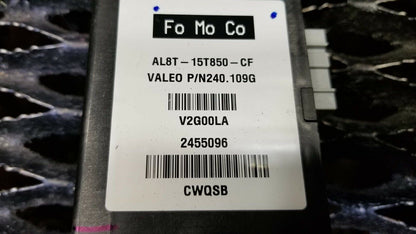 Fo Mo Co
AL8T-15T850-CF
VALEO P/N240.109G
V2G00LA
2455096
CWQSB